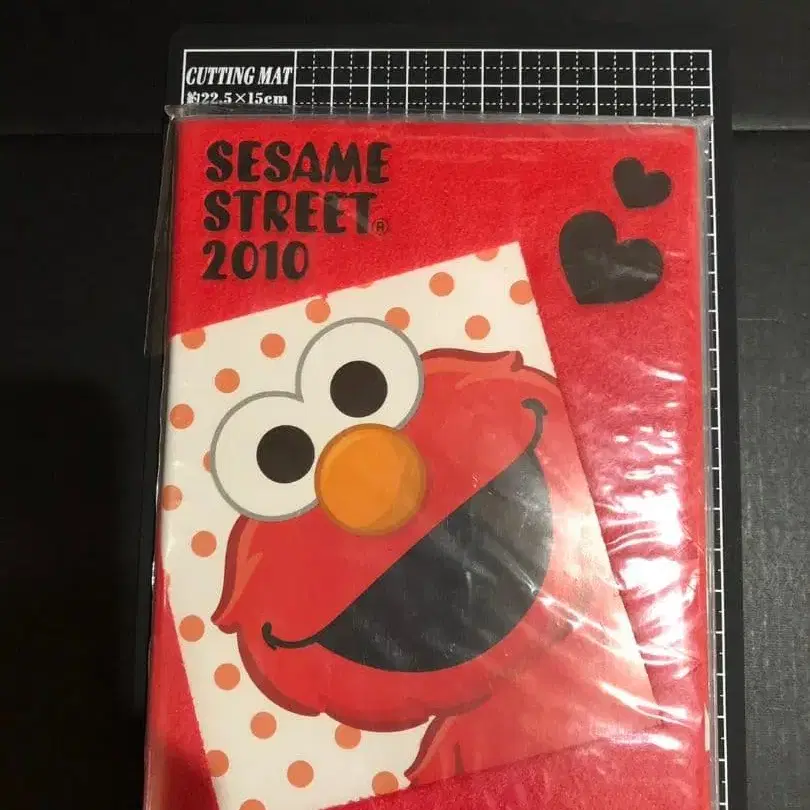 CUTTING MAT
約22.5×15cm
SESAME
STREET®
2010